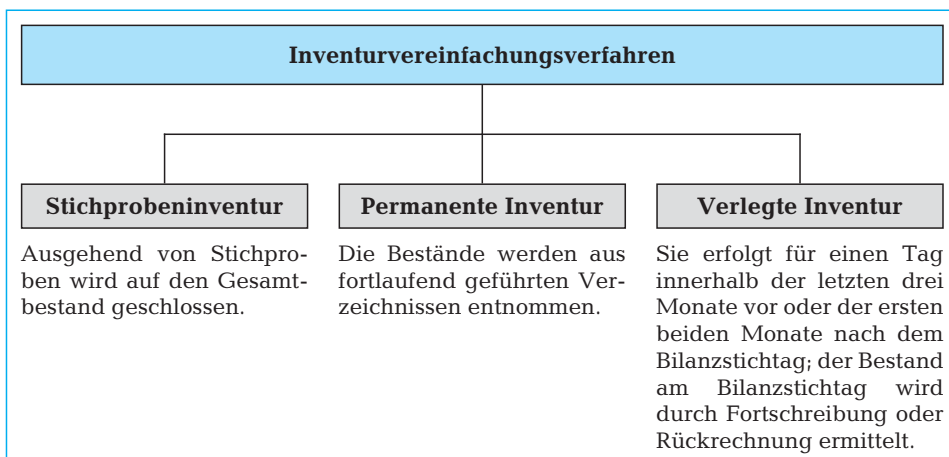 Inventurvereinfachungsverfahren
Stichprobeninventur
Ausgehend von Stichpro-
ben wird auf den Gesamt-
bestand geschlossen.
Permanente Inventur
Die Bestände werden aus
fortlaufend geführten Ver-
zeichnissen entnommen.
Verlegte Inventur
Sie erfolgt für einen Tag
innerhalb der letzten drei
Monate vor oder der ersten
beiden Monate nach dem
Bilanzstichtag; der Bestand
am Bilanzstichtag wird
durch Fortschreibung oder
Rückrechnung ermittelt.